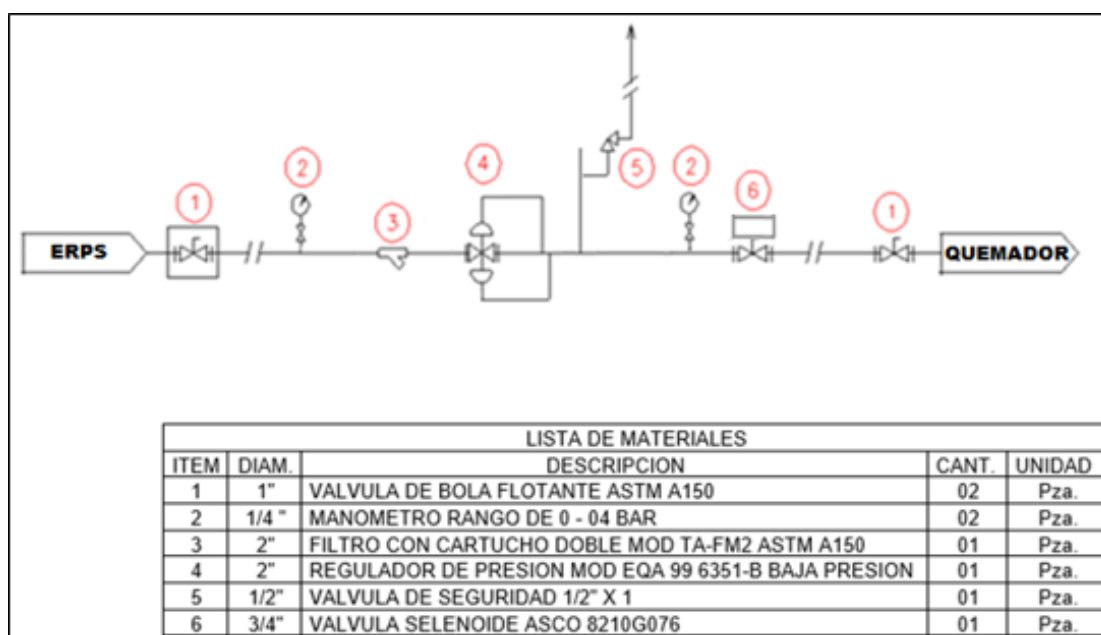 2
4
5
2
6
1
3
1
ERPS
QUEMADOR
LISTA DE MATERIALES
ITEM DIAM. DESCRIPCION CANT. UNIDAD
1 1" VALVULA DE BOLA FLOTANTE ASTM A150 02 Pza.
2 1/4 " MANOMETRO RANGO DE 0 - 04 BAR 02 Pza.
3 2" FILTRO CON CARTUCHO DOBLE MOD TA-FM2 ASTM A150 01 Pza.
4 2" REGULADOR DE PRESION MOD EQA 99 6351-B BAJA PRESION 01 Pza.
5 1/2" VALVULA DE SEGURIDAD 1/2" X 1 01 Pza.
6 3/4" VALVULA SELENOIDE ASCO 8210G076 01 Pza.